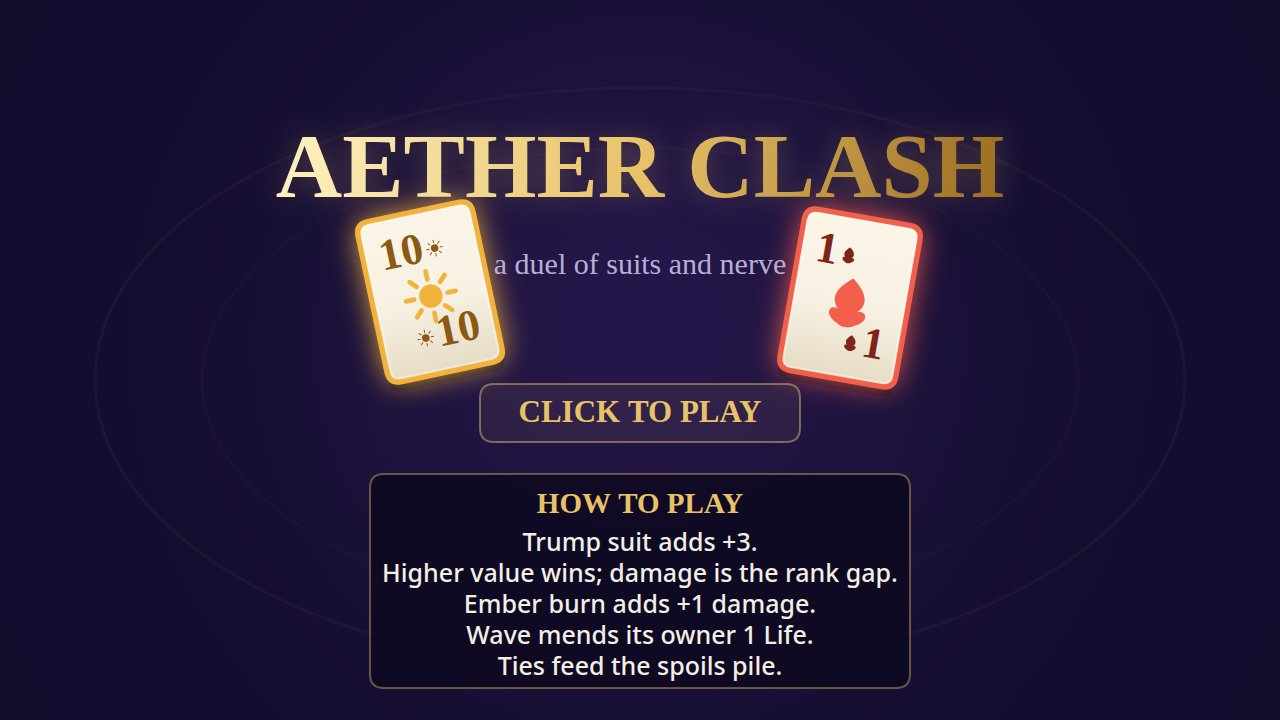 AETHER CLASH
10
10
a duel of suits and nerve
1
1
CLICK TO PLAY
HOW TO PLAY
Trump suit adds +3.
Higher value wins; damage is the rank gap.
Ember burn adds +1 damage.
Wave mends its owner 1 Life.
Ties feed the spoils pile.